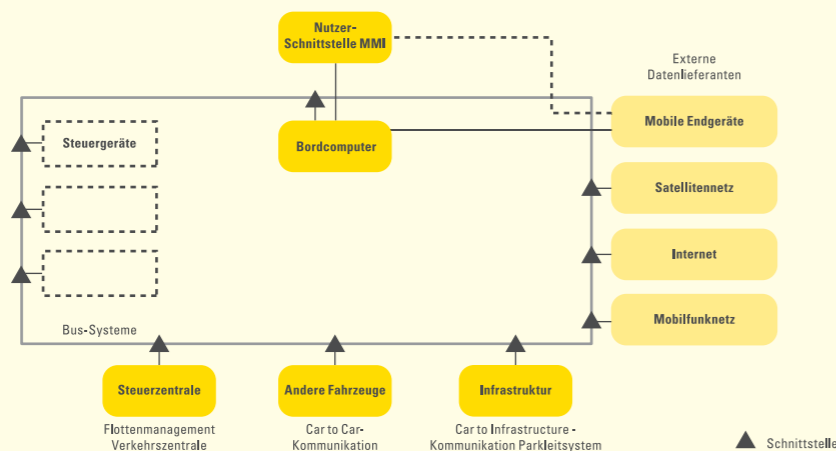 Nutzer-
Schnittstelle MMI
Externe
Datenlieferanten
Mobile Endgeräte
Steuergeräte
Bordcomputer
Satellitennetz
Internet
Mobilfunknetz
Bus-Systeme
Steuerzentrale
Andere Fahrzeuge
Infrastruktur
Flottenmanagement
Verkehrszentrale
Car to Car-
Kommunikation
Car to Infrastructure -
Kommunikation Parkleitsystem
Schnittstelle